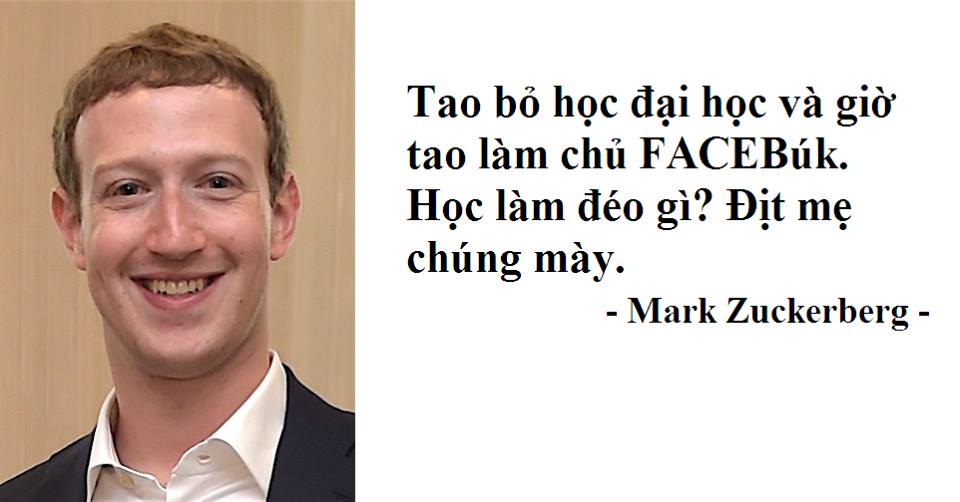 Tao bỏ học đại học và giờ
tao làm chủ FACEBúk.
Học làm đéo gì? Địt mẹ
chúng mày.
- Mark Zuckerberg -